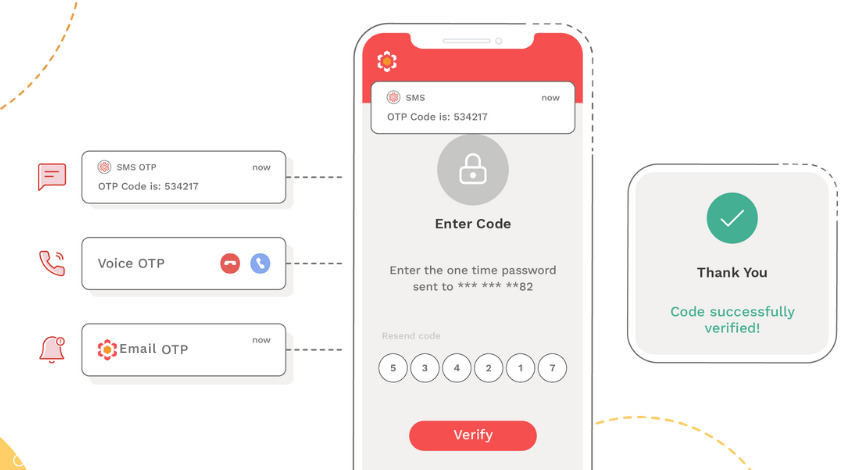 SMS OTP
now
OTP Code is: 534217
Voice OTP
Email OTP
now
SMS
now
OTP Code is: 534217
Enter Code
Enter the one time password
sent to *** *** **82
Resend code
5 3 4 2 1 7
Verify
Thank You
Code successfully
verified!